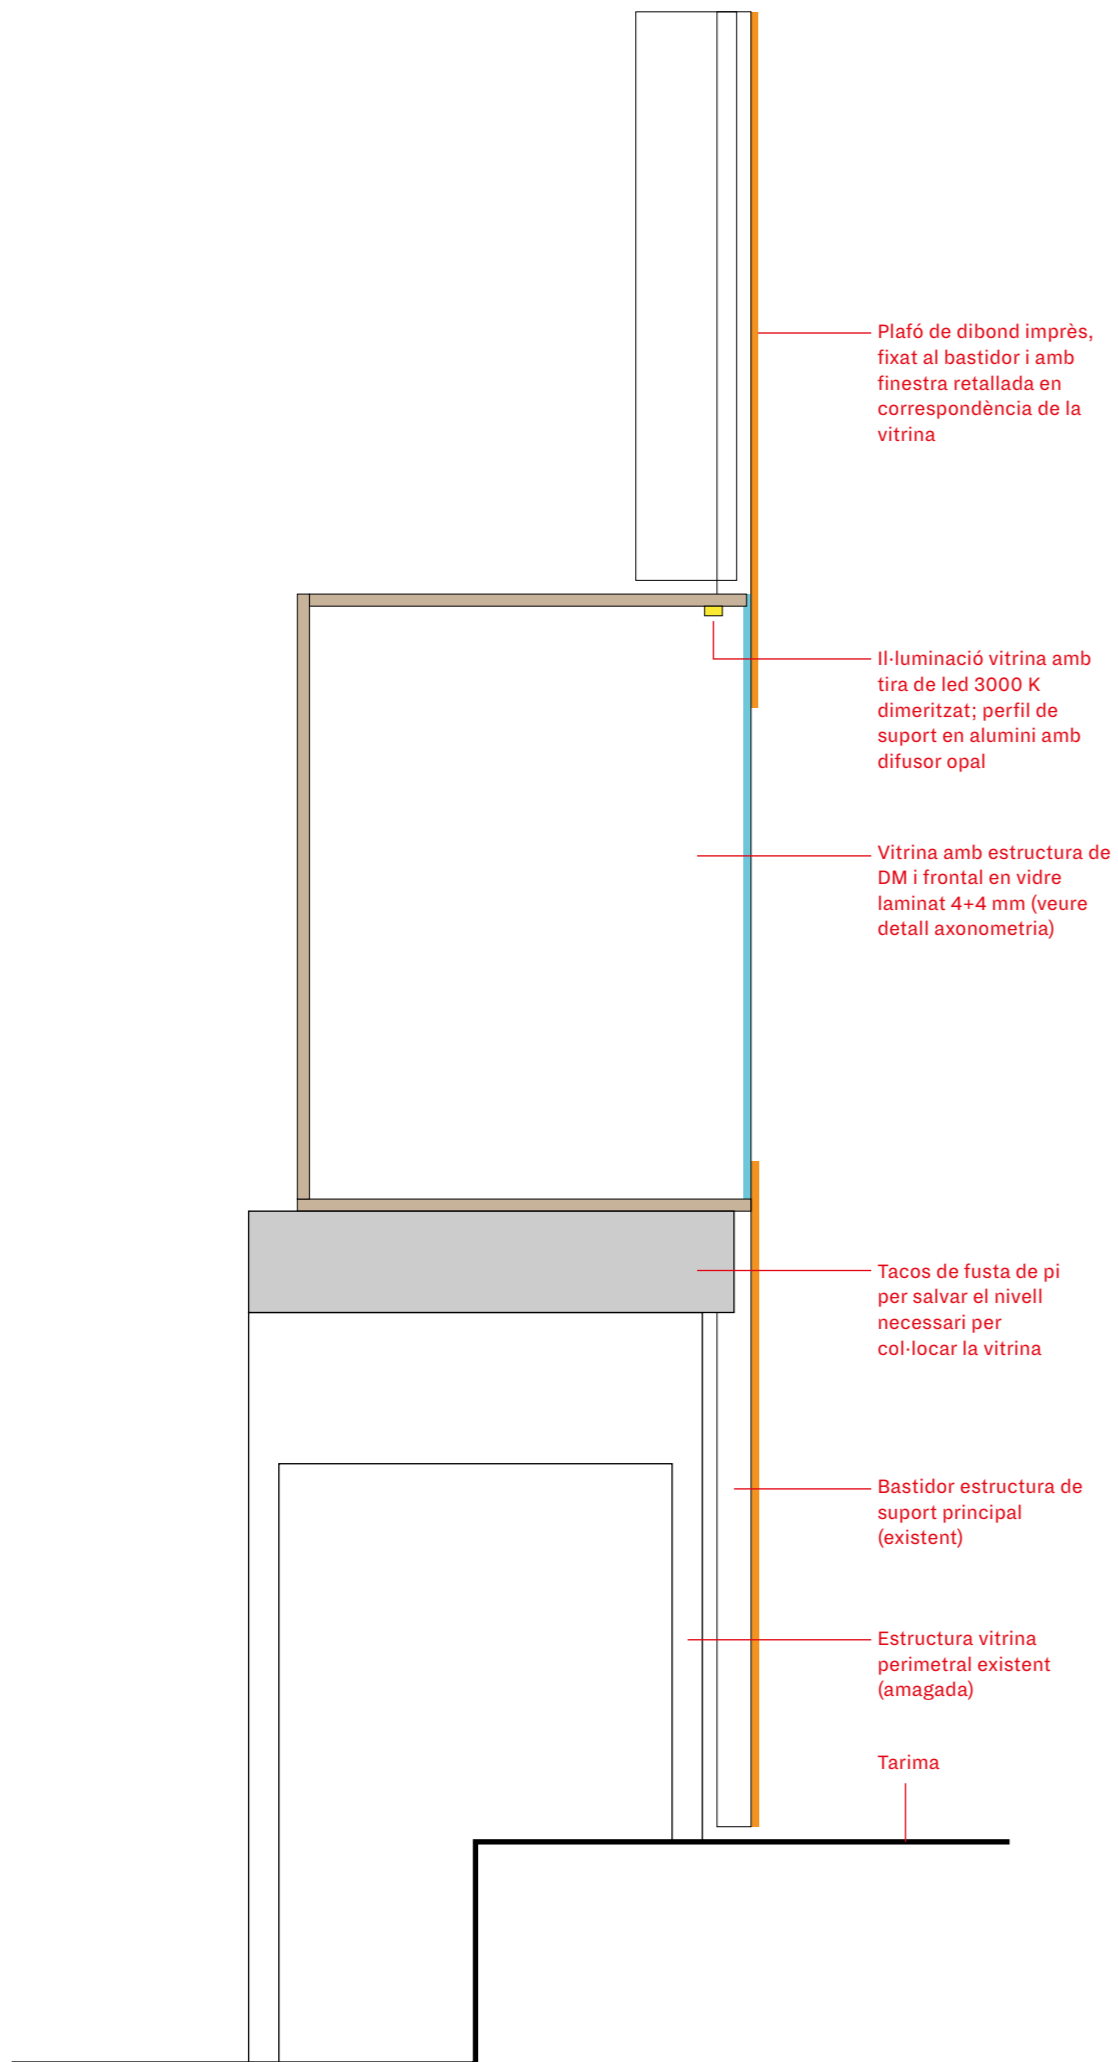 Plafó de dibond imprès,
fixat al bastidor i amb
finestra retallada en
correspondència de la
vitrina
Il·luminació vitrina amb
tira de led 3000 K
dimeritzat; perfil de
suport en alumini amb
difusor opal
Vitrina amb estructura de
DM i frontal en vidre
laminat 4+4 mm (veure
detall axonometria)
Tacos de fusta de pi
per salvar el nivell
necessari per
col·locar la vitrina
Bastidor estructura de
suport principal
(existent)
Estructura vitrina
perimetral existent
(amagada)
Tarima